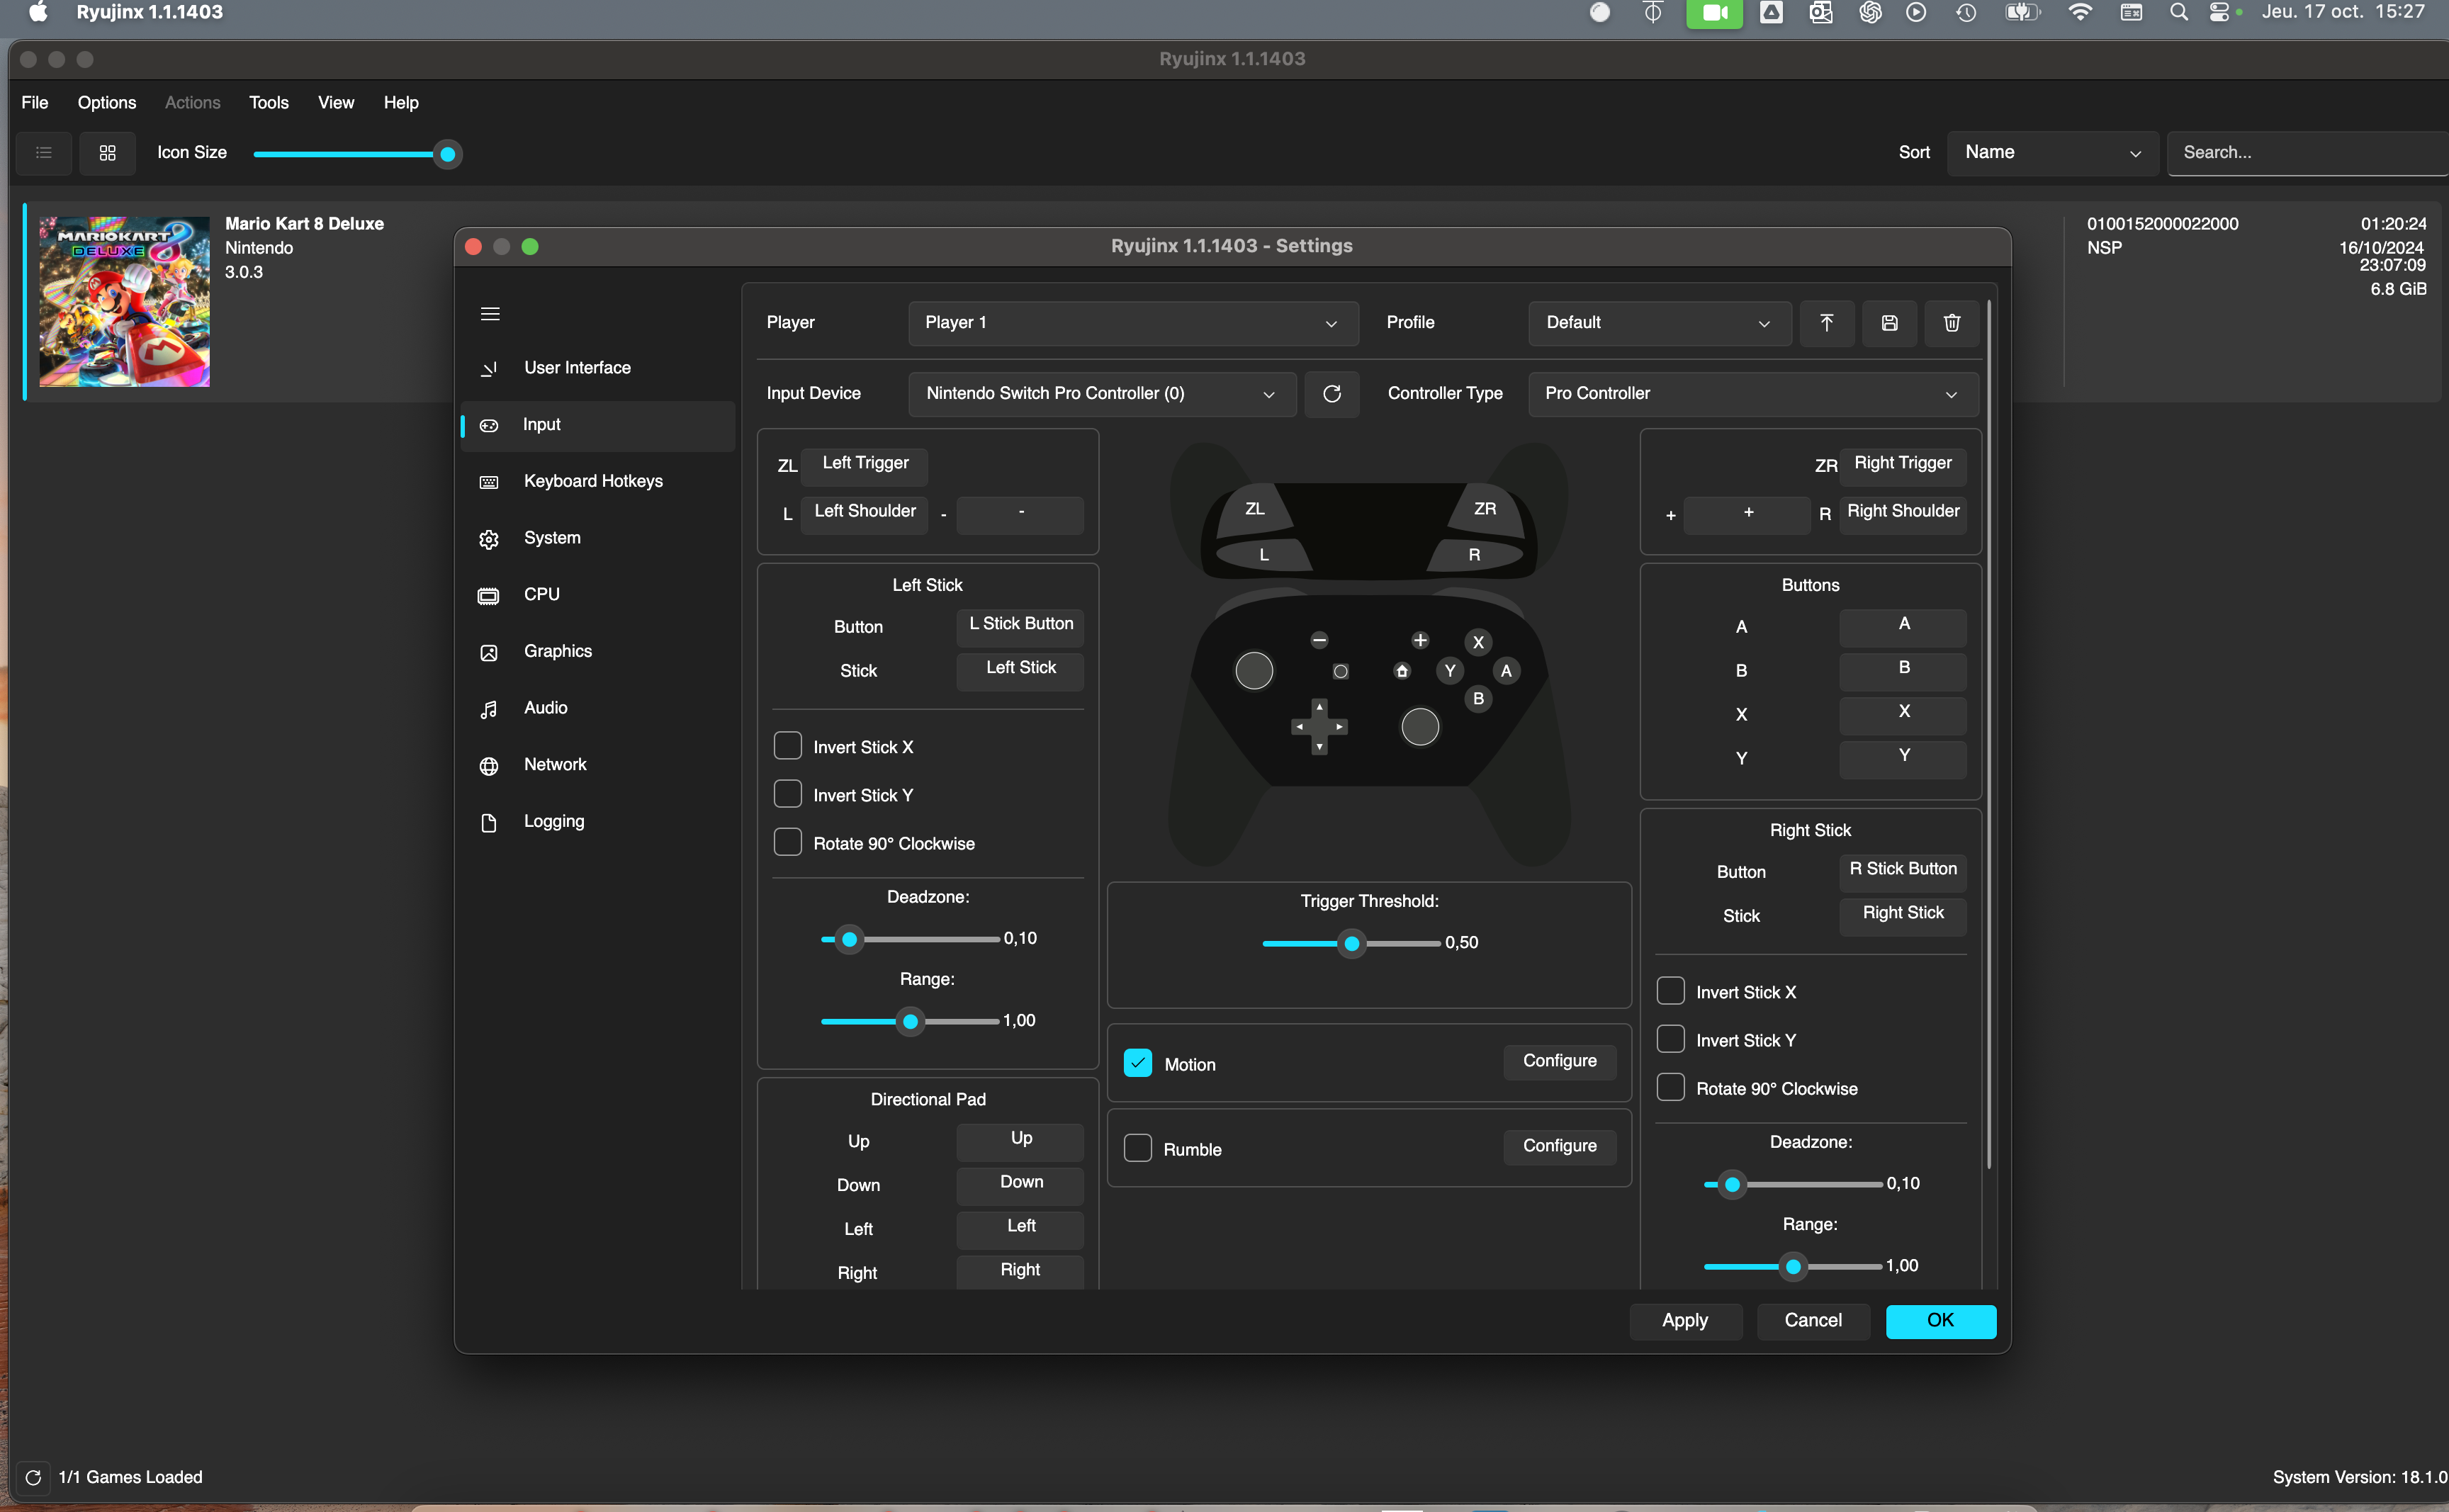 Ryujinx 1.1.1403
Jeu. 17 oct. 15:27
Ryujinx 1.1.1403
File Options Actions Tools View Help
Icon Size
Sort Name Search...
MARIOKART 8
DELUXE
Mario Kart 8 Deluxe
Nintendo
3.0.3
0100152000022000
NSP
01:20:24
16/10/2024
23:07:09
6.8 GiB
Ryujinx 1.1.1403 - Settings
User Interface
Input
Keyboard Hotkeys
System
CPU
Graphics
Audio
Network
Logging
Player Player 1 Profile Default
Input Device Nintendo Switch Pro Controller (0) Controller Type Pro Controller
ZL Left Trigger
L Left Shoulder - -
Left Stick
Button L Stick Button
Stick Left Stick
Invert Stick X
Invert Stick Y
Rotate 90° Clockwise
Deadzone:
0,10
Range:
1,00
Directional Pad
Up Up
Down Down
Left Left
Right Right
ZL ZR
L R
X
Y A
B
Trigger Threshold:
0,50
Motion Configure
Rumble Configure
ZR Right Trigger
+ + R Right Shoulder
Buttons
A A
B B
X X
Y Y
Right Stick
Button R Stick Button
Stick Right Stick
Invert Stick X
Invert Stick Y
Rotate 90° Clockwise
Deadzone:
0,10
Range:
1,00
Apply Cancel OK
1/1 Games Loaded
System Version: 18.1.0